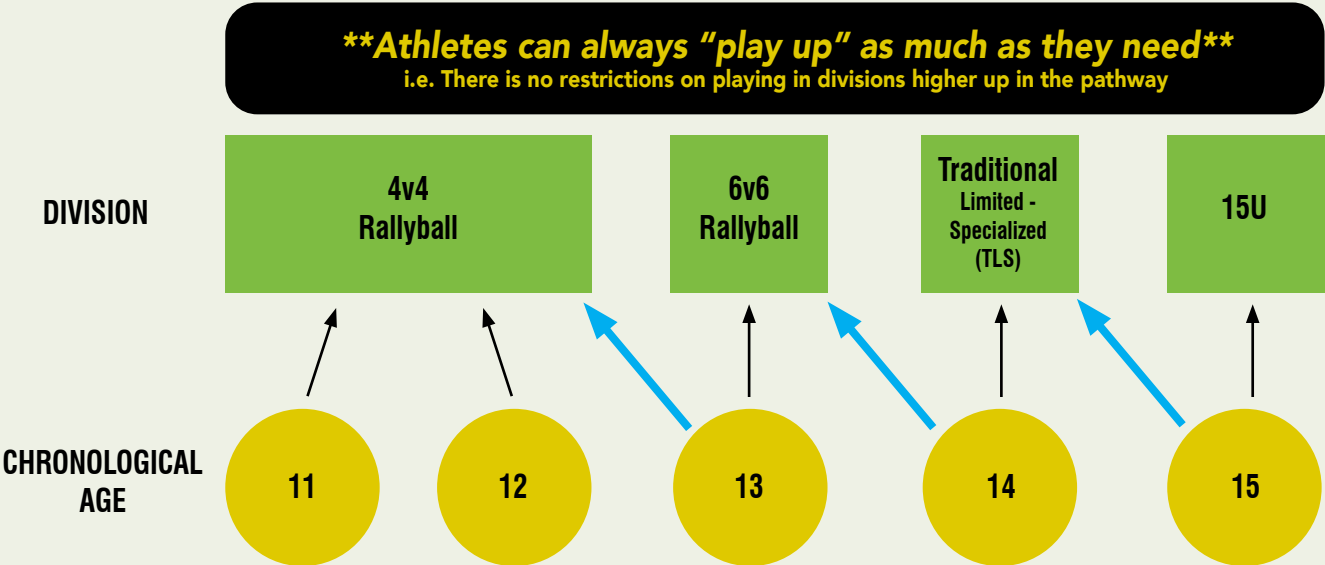 **Athletes can always “play up” as much as they need**
i.e. There is no restrictions on playing in divisions higher up in the pathway
DIVISION
4v4
Rallyball
6v6
Rallyball
Traditional
Limited -
Specialized
(TLS)
15U
CHRONOLOGICAL
AGE
11
12
13
14
15